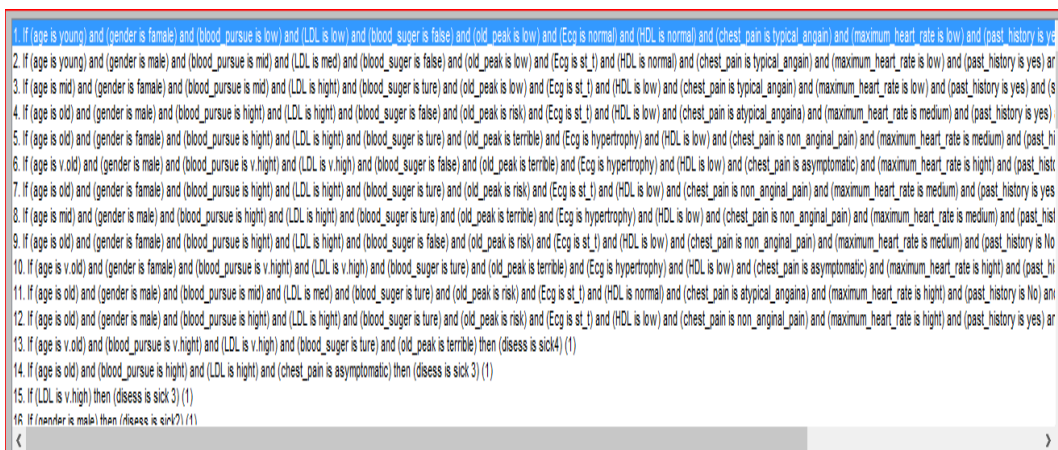 1. If (age is young) and (gender is famale) and (blood_pursue is low) and (LDL is low) and (blood_suger is false) and (old_peak is low) and (Ecg is normal) and (HDL is normal) and (chest_pain is typical_angain) and (maximum_heart_rate is low) and (past_history is ye
2. If (age is young) and (gender is male) and (blood_pursue is mid) and (LDL is med) and (blood_suger is false) and (old_peak is low) and (Ecg is st_t) and (HDL is normal) and (chest_pain is typical_angain) and (maximum_heart_rate is low) and (past_history is yes) ar
3. If (age is mid) and (gender is famale) and (blood_pursue is mid) and (LDL is hight) and (blood_suger is ture) and (old_peak is low) and (Ecg is st_t) and (HDL is low) and (chest_pain is typical_angain) and (maximum_heart_rate is low) and (past_history is yes) and (s
4. If (age is old) and (gender is male) and (blood_pursue is hight) and (LDL is hight) and (blood_suger is false) and (old_peak is risk) and (Ecg is st_t) and (HDL is low) and (chest_pain is atypical_angaina) and (maximum_heart_rate is medium) and (past_history is yes)
5. If (age is old) and (gender is famale) and (blood_pursue is hight) and (LDL is hight) and (blood_suger is ture) and (old_peak is terrible) and (Ecg is hypertrophy) and (HDL is low) and (chest_pain is non_anginal_pain) and (maximum_heart_rate is medium) and (past_hi
6. If (age is v.old) and (gender is male) and (blood_pursue is v.hight) and (LDL is v.high) and (blood_suger is false) and (old_peak is terrible) and (Ecg is hypertrophy) and (HDL is low) and (chest_pain is asymptomatic) and (maximum_heart_rate is hight) and (past_histo
7. If (age is old) and (gender is famale) and (blood_pursue is hight) and (LDL is hight) and (blood_suger is ture) and (old_peak is risk) and (Ecg is st_t) and (HDL is low) and (chest_pain is non_anginal_pain) and (maximum_heart_rate is medium) and (past_history is yes
8. If (age is mid) and (gender is male) and (blood_pursue is hight) and (LDL is hight) and (blood_suger is ture) and (old_peak is terrible) and (Ecg is hypertrophy) and (HDL is low) and (chest_pain is non_anginal_pain) and (maximum_heart_rate is medium) and (past_hist
9. If (age is old) and (gender is famale) and (blood_pursue is hight) and (LDL is hight) and (blood_suger is false) and (old_peak is risk) and (Ecg is st_t) and (HDL is low) and (chest_pain is non_anginal_pain) and (maximum_heart_rate is medium) and (past_history is No
10. If (age is v.old) and (gender is famale) and (blood_pursue is v.hight) and (LDL is v.high) and (blood_suger is ture) and (old_peak is terrible) and (Ecg is hypertrophy) and (HDL is low) and (chest_pain is asymptomatic) and (maximum_heart_rate is hight) and (past_hi
11. If (age is old) and (gender is male) and (blood_pursue is mid) and (LDL is med) and (blood_suger is ture) and (old_peak is risk) and (Ecg is st_t) and (HDL is normal) and (chest_pain is atypical_angaina) and (maximum_heart_rate is hight) and (past_history is No) and
12. If (age is old) and (gender is male) and (blood_pursue is hight) and (LDL is hight) and (blood_suger is ture) and (old_peak is risk) and (Ecg is st_t) and (HDL is low) and (chest_pain is non_anginal_pain) and (maximum_heart_rate is hight) and (past_history is yes) ar
13. If (age is v.old) and (blood_pursue is v.hight) and (LDL is v.high) and (blood_suger is ture) and (old_peak is terrible) then (disess is sick4) (1)
14. If (age is old) and (blood_pursue is hight) and (LDL is hight) and (chest_pain is asymptomatic) then (disess is sick 3) (1)
15. If (LDL is v.high) then (disess is sick 3) (1)
16. If (gender is male) then (disess is sick2) (1)